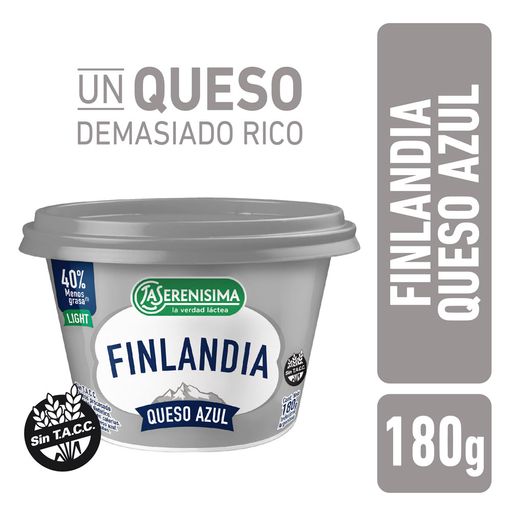 UN QUESO
DEMASIADO RICO
40%
Menos
grasa
LIGHT
LA SERENISIMA
la verdad láctea
FINLANDIA
QUESO AZUL
Sin T.A.C.C.
Sin T.A.C.C.
180g
FINLANDIA
QUESO AZUL
180g